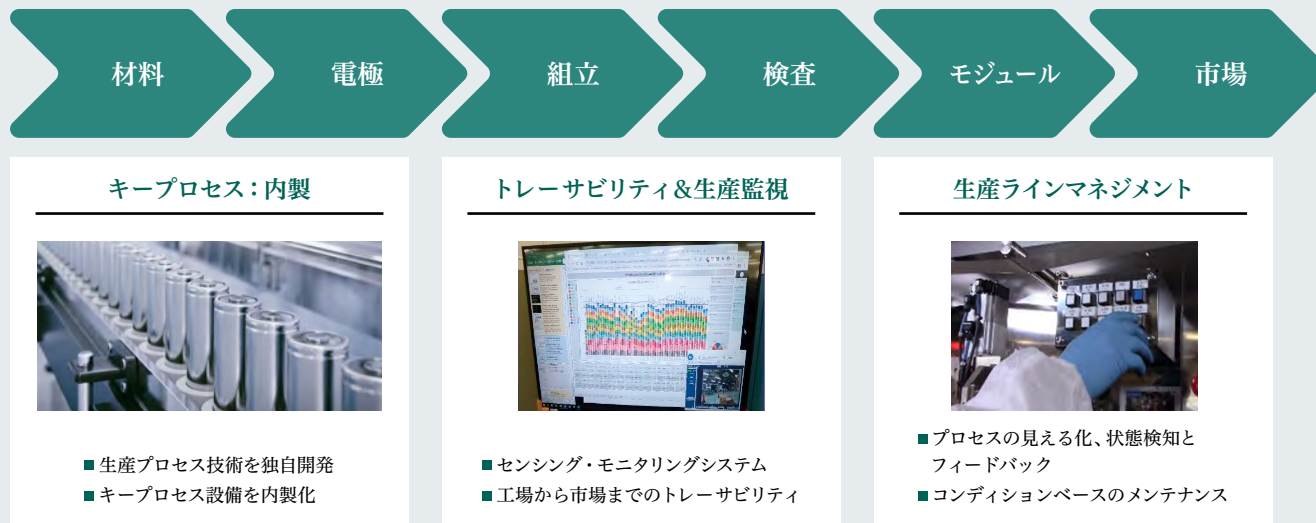 材料
電極
組立
検査
モジュール
市場
キープロセス：内製
■ 生産プロセス技術を独自開発
■ キープロセス設備を内製化
トレーサビリティ&生産監視
■ センシング・モニタリングシステム
■ 工場から市場までのトレーサビリティ
生産ラインマネジメント
■ プロセスの見える化、状態検知と
フィードバック
■ コンディションベースのメンテナンス